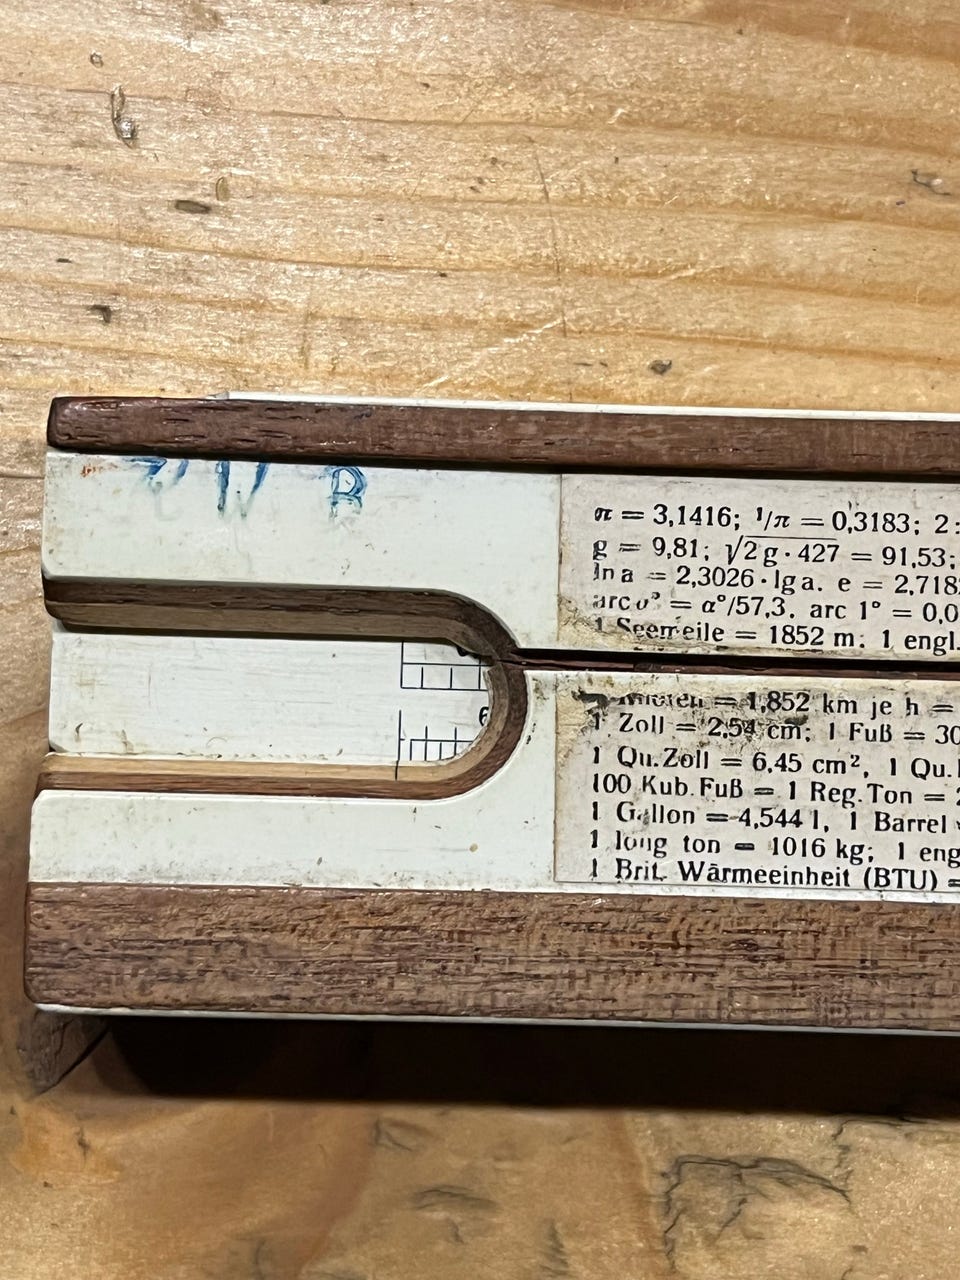 B
π = 3,1416; 1/π = 0,3183; 2:
g = 9,81; √2 g · 427 = 91,53;
ln a = 2,3026 · lg a. e = 2,718
arc α° = α°/57,3. arc 1° = 0,0
1 Seemeile = 1852 m. 1 engl.
= 1,852 km je h =
1 Zoll = 2,54 cm; 1 Fuß = 30
1 Qu. Zoll = 6,45 cm², 1 Qu.
100 Kub. Fuß = 1 Reg. Ton =
1 Gallon = 4,544 l, 1 Barrel
1 long ton = 1016 kg; 1 eng
1 Brit. Wärmeeinheit (BTU) =
6